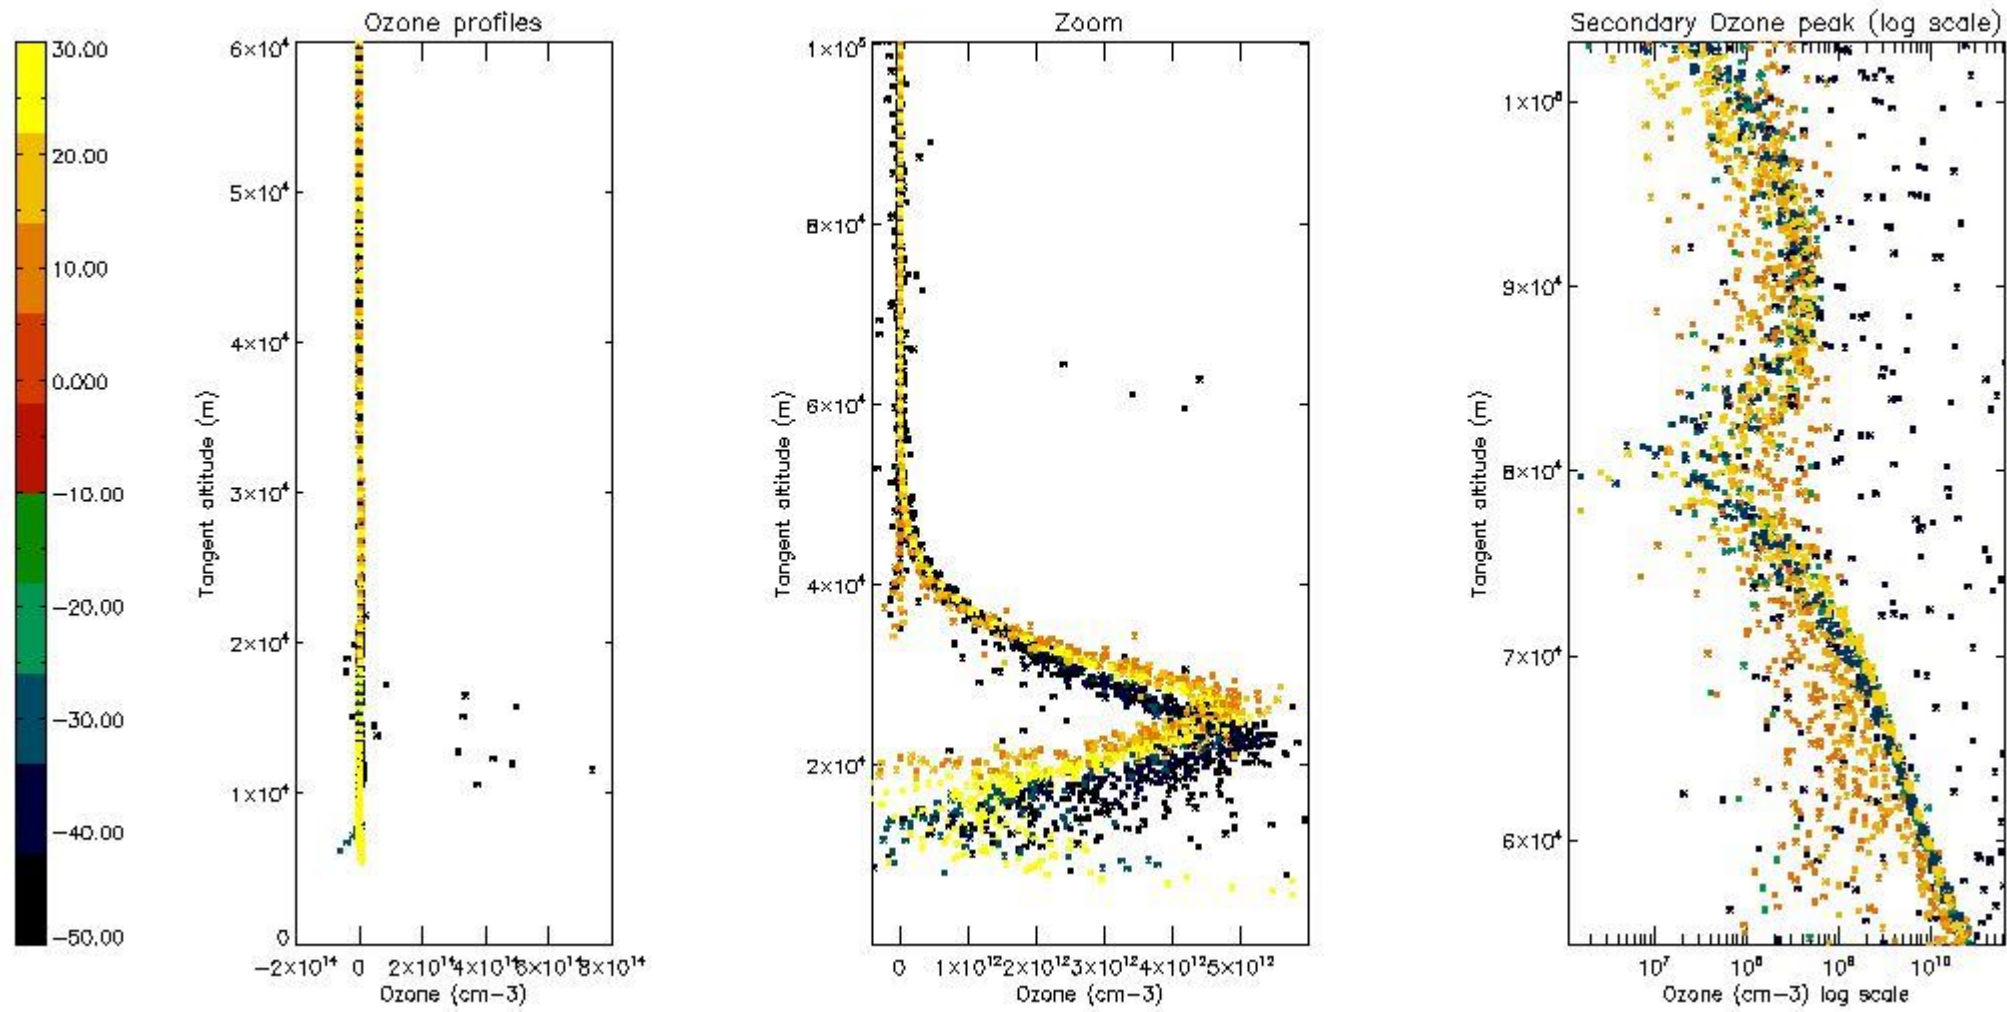 Ozone profiles
Zoom
Secondary Ozone peak (log scale)
30.00
20.00
10.00
0.000
−10.00
−20.00
−30.00
−40.00
−50.00
6×10⁴
5×10⁴
4×10⁴
3×10⁴
2×10⁴
1×10⁴
0
Tangent altitude (m)
−2×10¹⁴ 0 2×10¹⁴ 4×10¹⁴ 6×10¹⁴ 8×10¹⁴
Ozone (cm−3)
1×10⁵
8×10⁴
6×10⁴
4×10⁴
2×10⁴
Tangent altitude (m)
0 1×10¹² 2×10¹² 3×10¹² 4×10¹² 5×10¹²
Ozone (cm−3)
1×10⁵
9×10⁴
8×10⁴
7×10⁴
6×10⁴
Tangent altitude (m)
10⁷ 10⁸ 10⁹ 10¹⁰
Ozone (cm−3) log scale